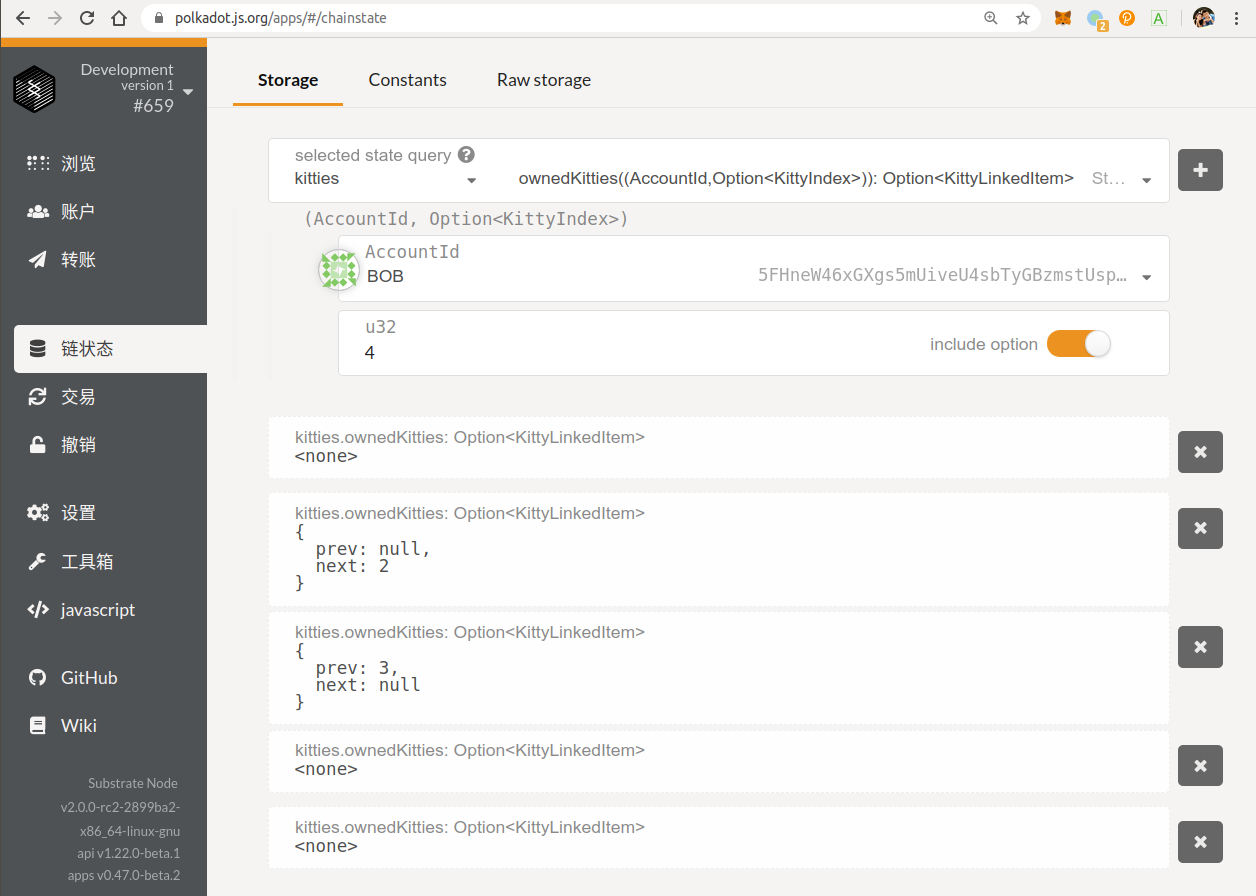 polkadot.js.org/apps/#/chainstate
2
A
Development
version 1
#659
浏览
账户
转账
链状态
交易
撤销
设置
工具箱
javascript
GitHub
Wiki
Substrate Node
v2.0.0-rc2-2899ba2-
x86_64-linux-gnu
api v1.22.0-beta.1
apps v0.47.0-beta.2
Storage
Constants
Raw storage
selected state query
kitties
ownedKitties((AccountId,Option<KittyIndex>)): Option<KittyLinkedItem>
St…
(AccountId, Option<KittyIndex>)
AccountId
BOB
5FHneW46xGXgs5mUiveU4sbTyGBzmstUsp…
u32
4
include option
kitties.ownedKitties: Option<KittyLinkedItem>
<none>
kitties.ownedKitties: Option<KittyLinkedItem>
{
prev: null,
next: 2
}
kitties.ownedKitties: Option<KittyLinkedItem>
{
prev: 3,
next: null
}
kitties.ownedKitties: Option<KittyLinkedItem>
<none>
kitties.ownedKitties: Option<KittyLinkedItem>
<none>